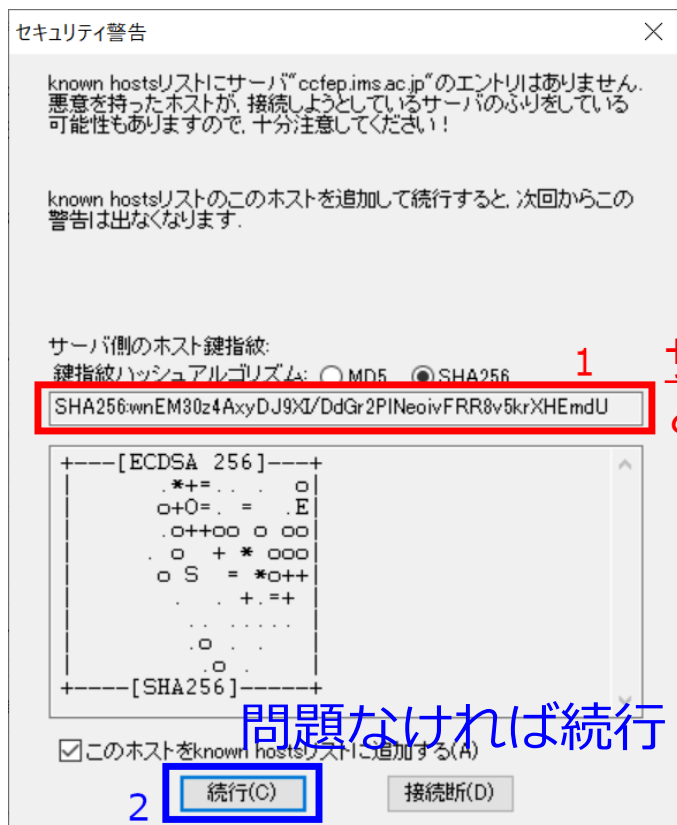 セキュリティ警告
known hostsリストにサーバ"ccfep.ims.ac.jp"のエントリはありません.
悪意を持ったホストが, 接続しようとしているサーバのふりをしている
可能性もありますので, 十分注意してください!
known hostsリストのこのホストを追加して続行すると, 次回からこの
警告は出なくなります.
サーバ側のホスト鍵指紋:
鍵指紋ハッシュアルゴリズム: MD5 SHA256
1
SHA256:wnEM30z4AxyDJ9XI/DdGr2PINeoivFRR8v5krXHEmdU
+---[ECDSA 256]---+
|       .*+=. .  .   o|
|       o+O=.  =   .E|
|       .o++oo o oo|
|      . o   + * ooo|
|       o S   = *o++|
|        .   . +.=+ |
|         . . . . . . . |
|         .o . . |
|          .o . |
+----[SHA256]-----+
問題なければ続行
このホストをknown hostsリストに追加する(A)
2
続行(C) 接続断(D)